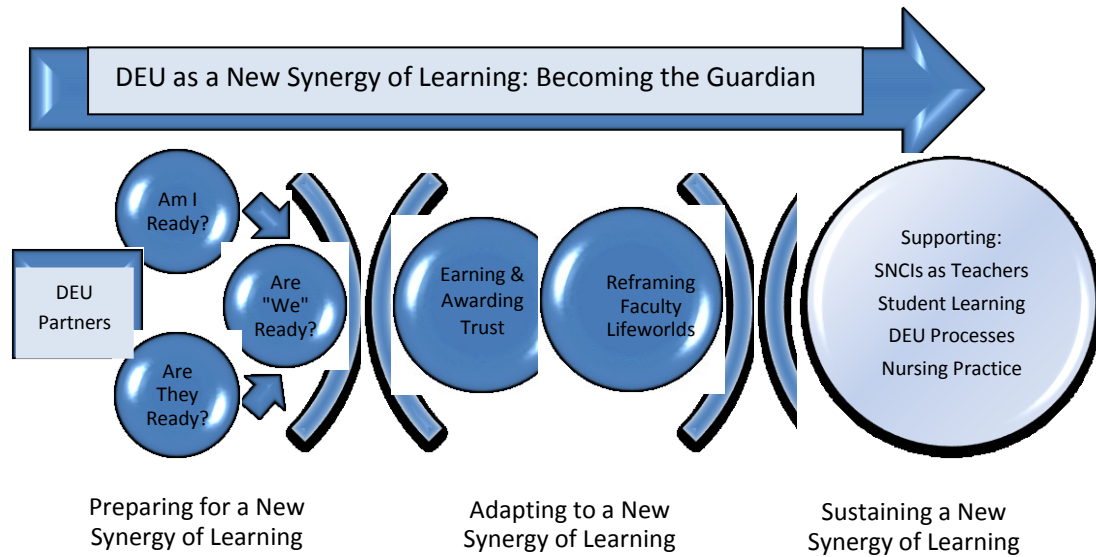 DEU as a New Synergy of Learning: Becoming the Guardian
Am I
Ready?
DEU
Partners
Are
"We"
Ready?
Are
They
Ready?
Earning &
Awarding
Trust
Reframing
Faculty
Lifeworlds
Supporting:
SNCIs as Teachers
Student Learning
DEU Processes
Nursing Practice
Preparing for a New
Synergy of Learning
Adapting to a New
Synergy of Learning
Sustaining a New
Synergy of Learning